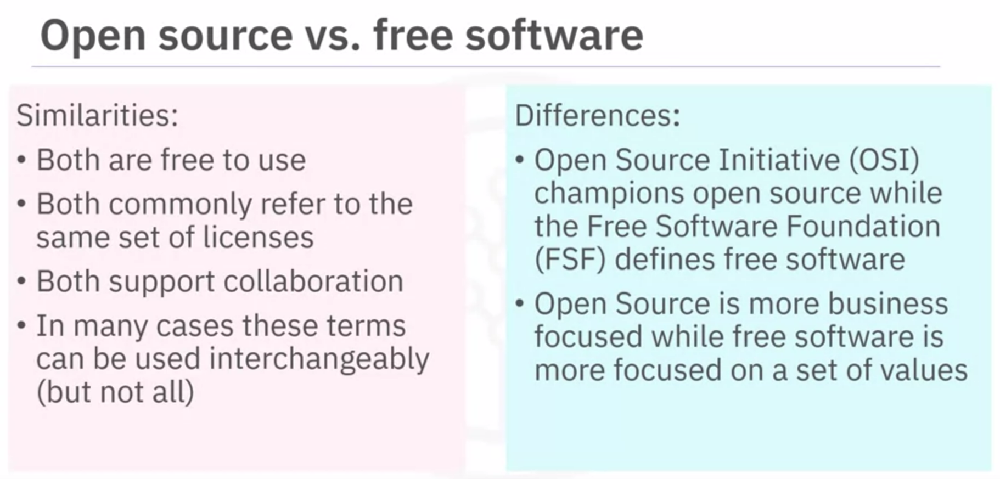 Open source vs. free software
Similarities:
• Both are free to use
• Both commonly refer to the
same set of licenses
• Both support collaboration
• In many cases these terms
can be used interchangeably
(but not all)
Differences:
• Open Source Initiative (OSI)
champions open source while
the Free Software Foundation
(FSF) defines free software
• Open Source is more business
focused while free software is
more focused on a set of values